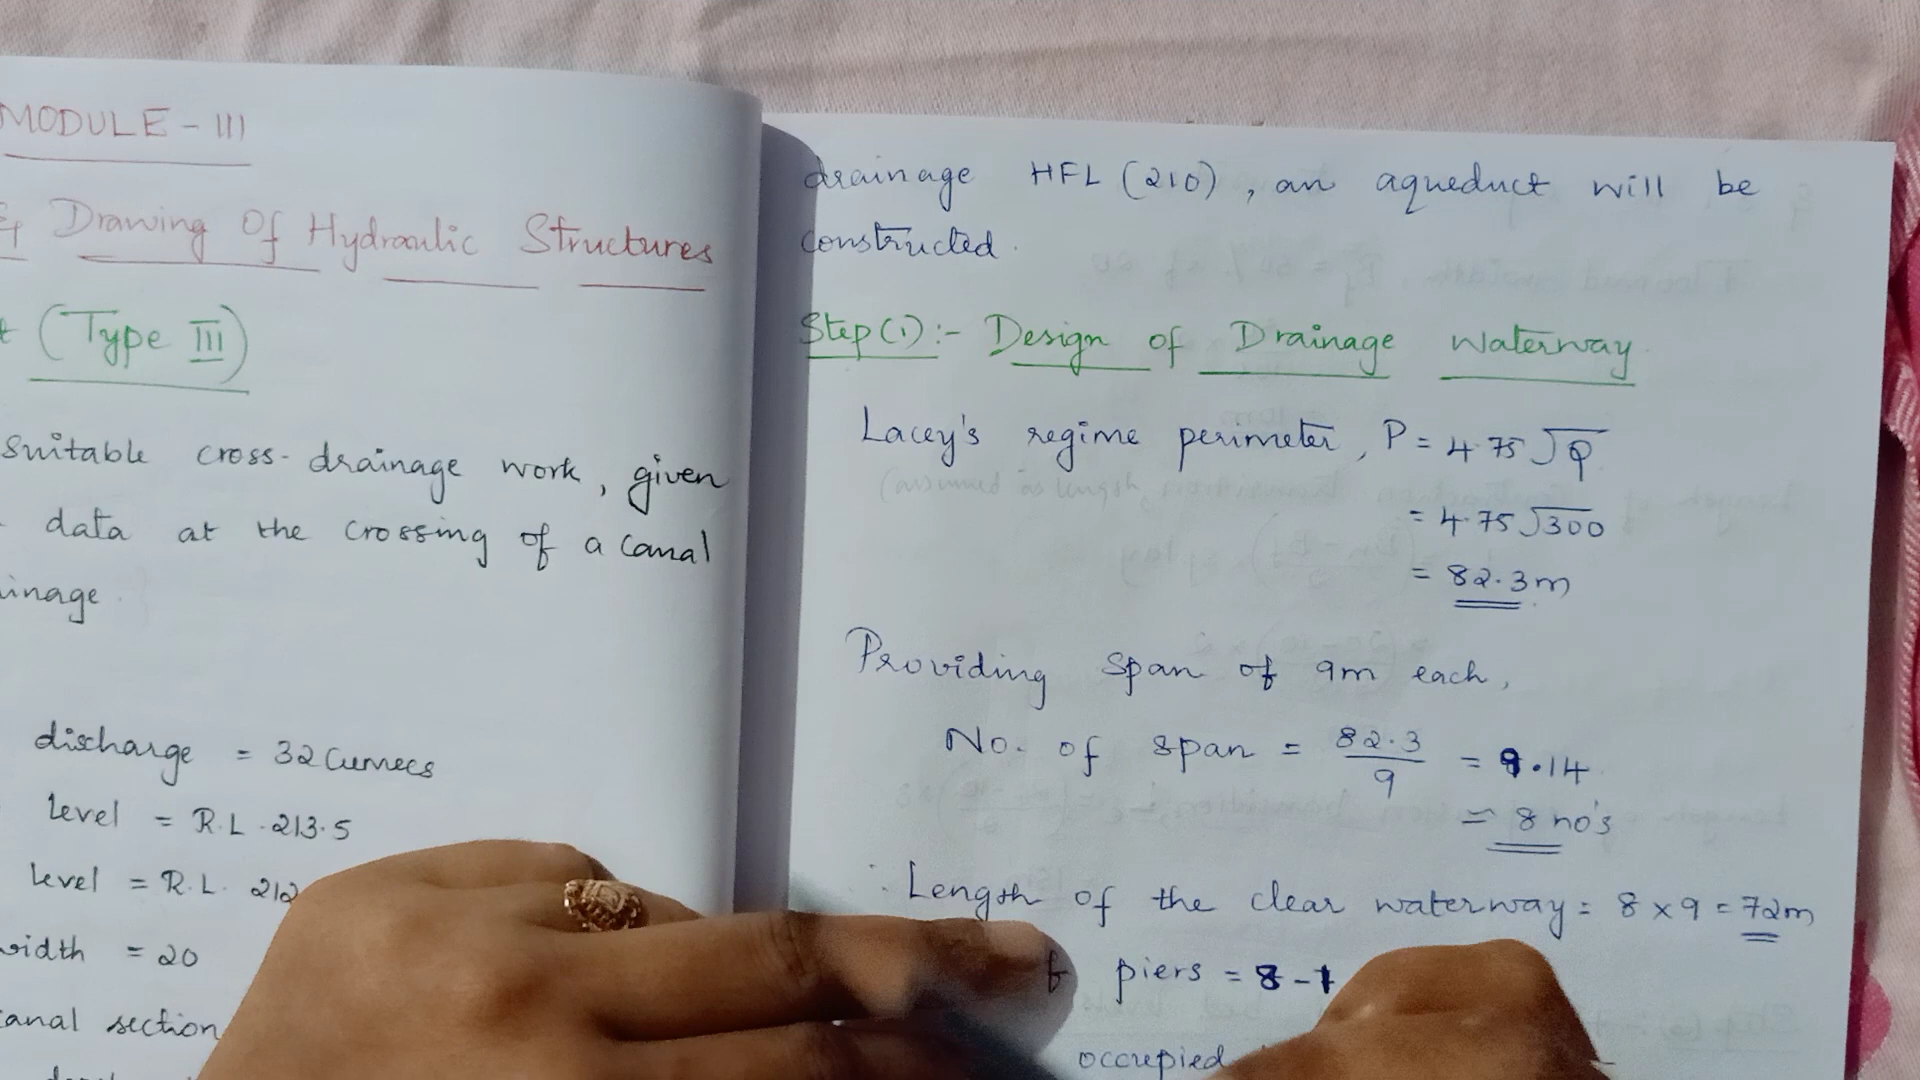 MODULE - III
& Drawing Of Hydraulic Structures
(Type III)
suitable cross-drainage work, given
data at the crossing of a canal
discharge = 32 Cumecs
level = R.L. 213.5
level = R.L. 212
width = 20
canal section
drainage HFL (210), an aqueduct will be
constructed.
Step (1):- Design of Drainage Waterway
Lacey's regime perimeter, P = 4.75 √Q
= 4.75 √300
= 82.3 m
Providing span of 9m each,
No. of span = 82.3 / 9 = 9.14
= 8 no's
∴ Length of the clear waterway = 8 x 9 = 72m
piers = 8-1
occupied